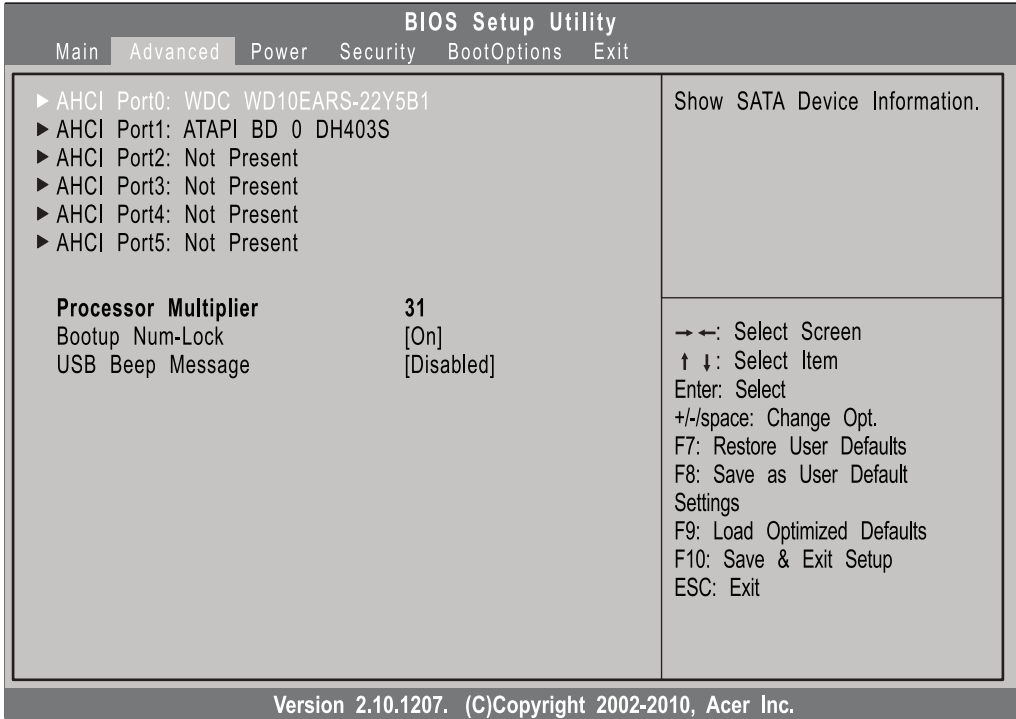 BIOS Setup Utility
Main Advanced Power Security BootOptions Exit
▶ AHCI Port0: WDC WD10EARS-22Y5B1
▶ AHCI Port1: ATAPI BD 0 DH403S
▶ AHCI Port2: Not Present
▶ AHCI Port3: Not Present
▶ AHCI Port4: Not Present
▶ AHCI Port5: Not Present
Processor Multiplier 31
Bootup Num-Lock [On]
USB Beep Message [Disabled]
Show SATA Device Information.
→←: Select Screen
↑ ↓: Select Item
Enter: Select
+/-/space: Change Opt.
F7: Restore User Defaults
F8: Save as User Default
Settings
F9: Load Optimized Defaults
F10: Save & Exit Setup
ESC: Exit
Version 2.10.1207. (C)Copyright 2002-2010, Acer Inc.